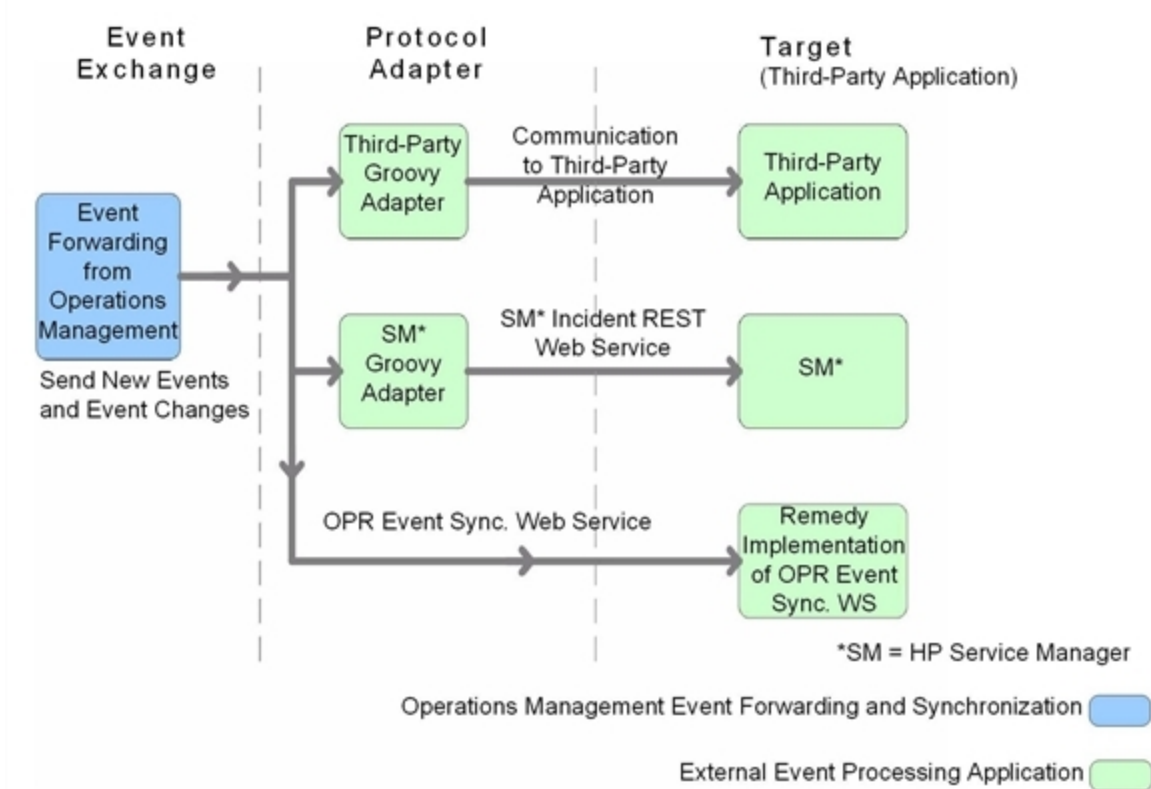 Event
Exchange
Protocol
Adapter
Target
(Third-Party Application)
Third-Party
Groovy
Adapter
Communication
to Third-Party
Application
Third-Party
Application
Event
Forwarding
from
Operations
Management
Send New Events
and Event Changes
SM*
Groovy
Adapter
SM* Incident REST
Web Service
SM*
OPR Event Sync. Web Service
Remedy
Implementation
of OPR Event
Sync. WS
*SM = HP Service Manager
Operations Management Event Forwarding and Synchronization
External Event Processing Application